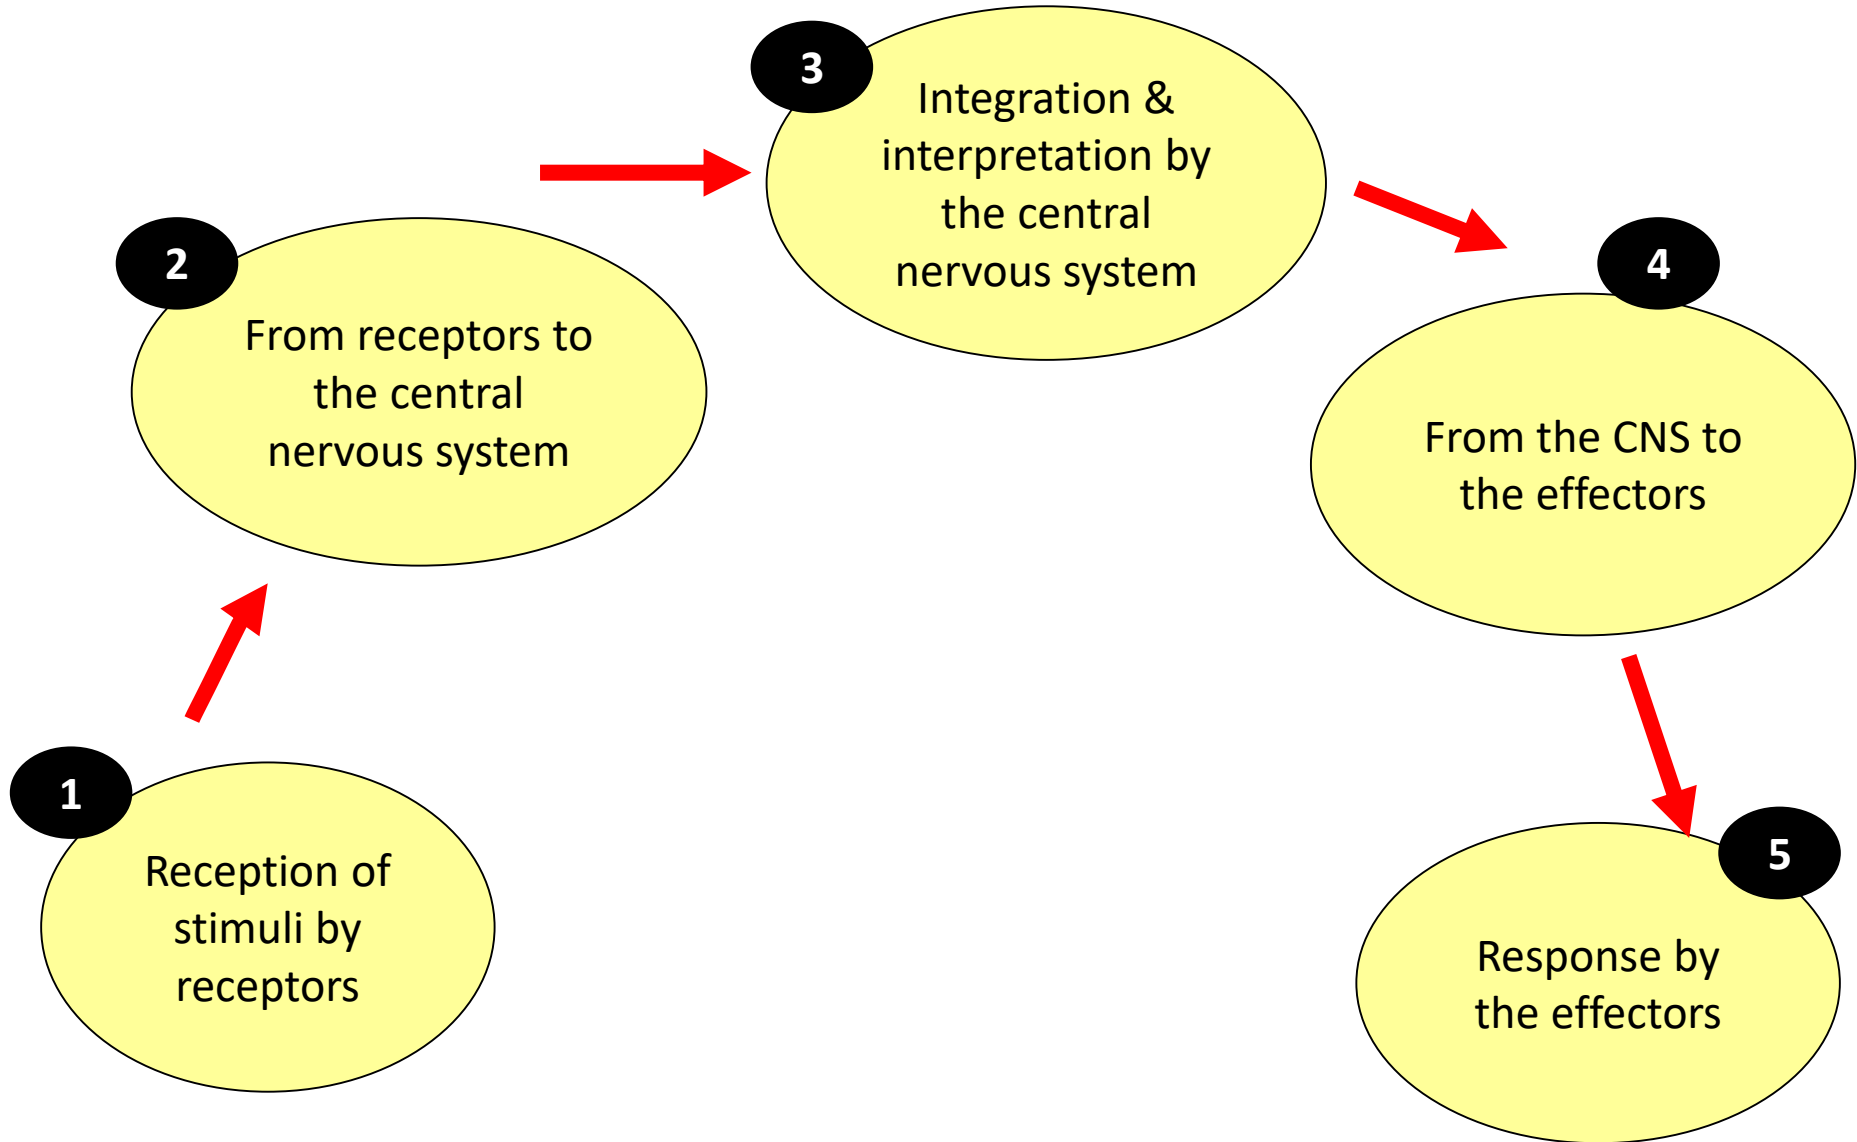 1
Reception of
stimuli by
receptors
2
From receptors to
the central
nervous system
3
Integration &
interpretation by
the central
nervous system
4
From the CNS to
the effectors
5
Response by
the effectors